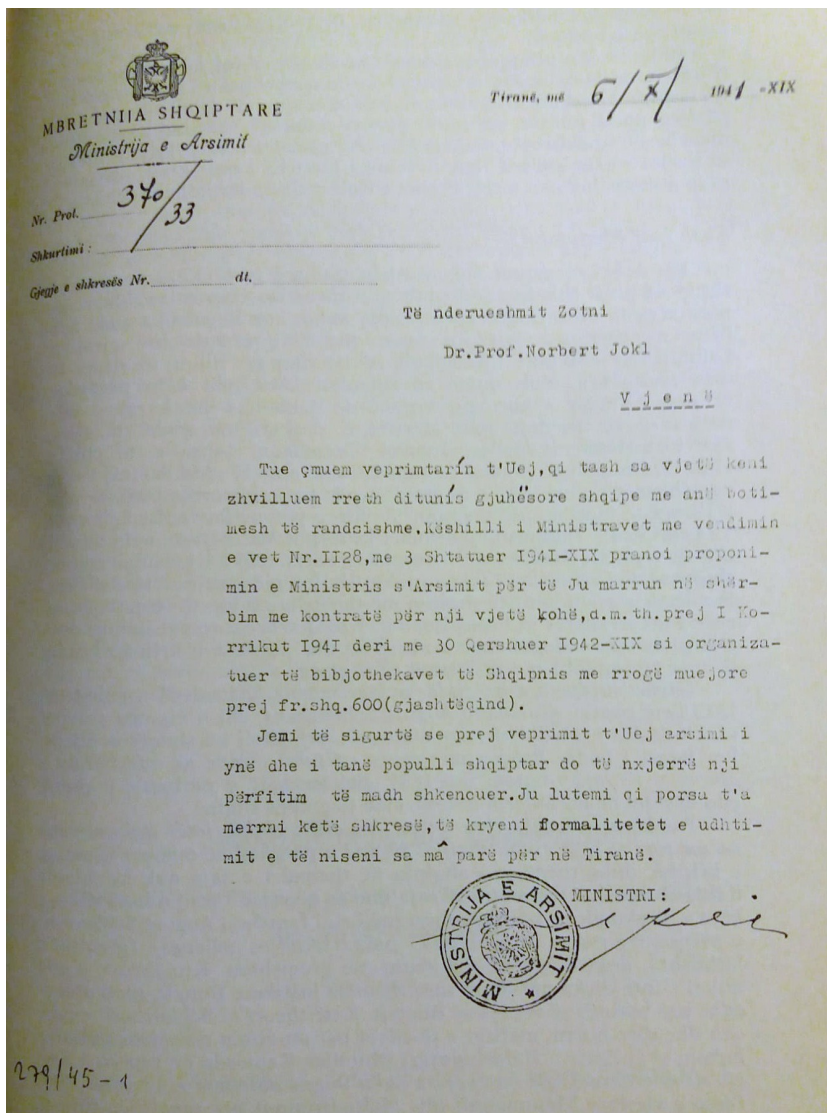 MBRETNIJA SHQIPTARE
Ministrija e Arsimit
Tiranë, më 6/X/ 1941 -XIX
Nr. Prot. 370/33
Shkurtimi :
Gjegje e shkresës Nr. dt.
Të nderueshmit Zotni
Dr.Prof.Norbert Jokl
V j e n ë
Tue çmuem veprimtarín t'Uej,qi tash sa vjetë keni
zhvilluem rreth ditunís gjuhësore shqipe me anë boti-
mesh të randsishme,Këshilli i Ministravet me vendimin
e vet Nr.II28,me 3 Shtatuer I94I-XIX pranoi proponi-
min e Ministris s'Arsimit për të Ju marrun në shër-
bim me kontratë për nji vjetë kohë,d.m.th.prej I Ko-
rrikut I94I deri me 30 Qershuer I942-XIX si organiza-
tuer të bibjothekavet të Shqipnis me rrogë muejore
prej fr.shq.600(gjashtëqind).
Jemi të sigurtë se prej veprimit t'Uej arsimi i
ynë dhe i tanë populli shqiptar do të nxjerrë nji
përfitim të madh shkencuer.Ju lutemi qi porsa t'a
merrni ketë shkresë,të kryeni formalitetet e udhti-
mit e të niseni sa mâ parë për në Tiranë.
MINISTRI:
MINISTRIJA E ARSIMIT
279/45-1